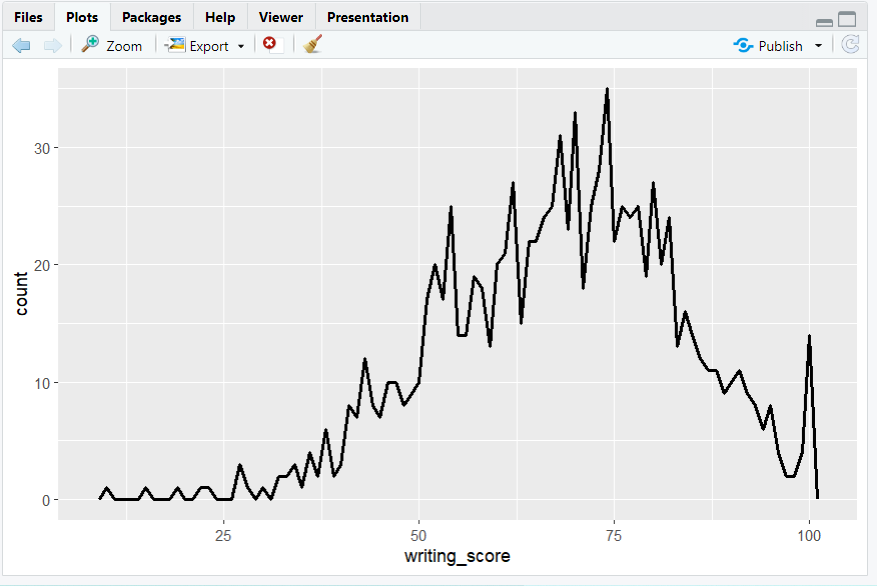 Files Plots Packages Help Viewer Presentation
Zoom Export Publish
30
20
10
0
count
25 50 75 100
writing_score